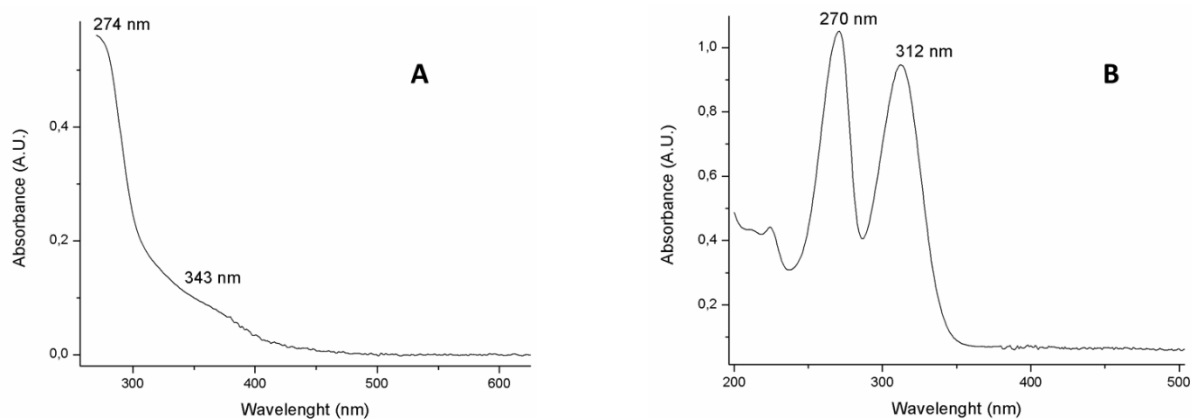 274 nm
A
343 nm
0,4
0,2
0,0
Absorbance (A.U.)
300
400
500
600
Wavelenght (nm)
270 nm
312 nm
B
1,0
0,8
0,6
0,4
0,2
Absorbance (A.U.)
200
300
400
500
Wavelenght (nm)